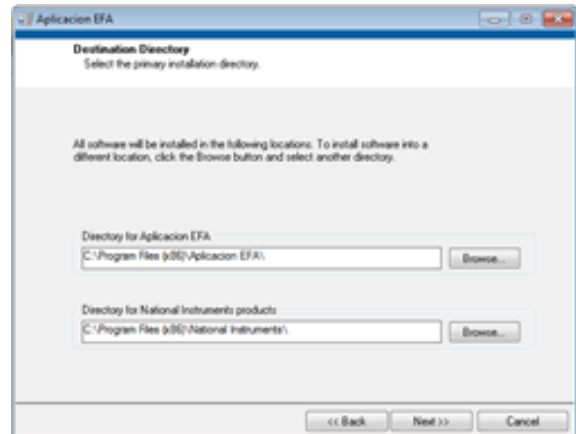 Aplicacion EFA
Destination Directory
Select the primary installation directory.
All software will be installed in the following locations. To install software into a
different location, click the Browse button and select another directory.
Directory for Aplicacion EFA
C:\Program Files (x86)\Aplicacion EFA\
Browse...
Directory for National Instruments products
C:\Program Files (x86)\National Instruments\
Browse...
<< Back
Next >>
Cancel